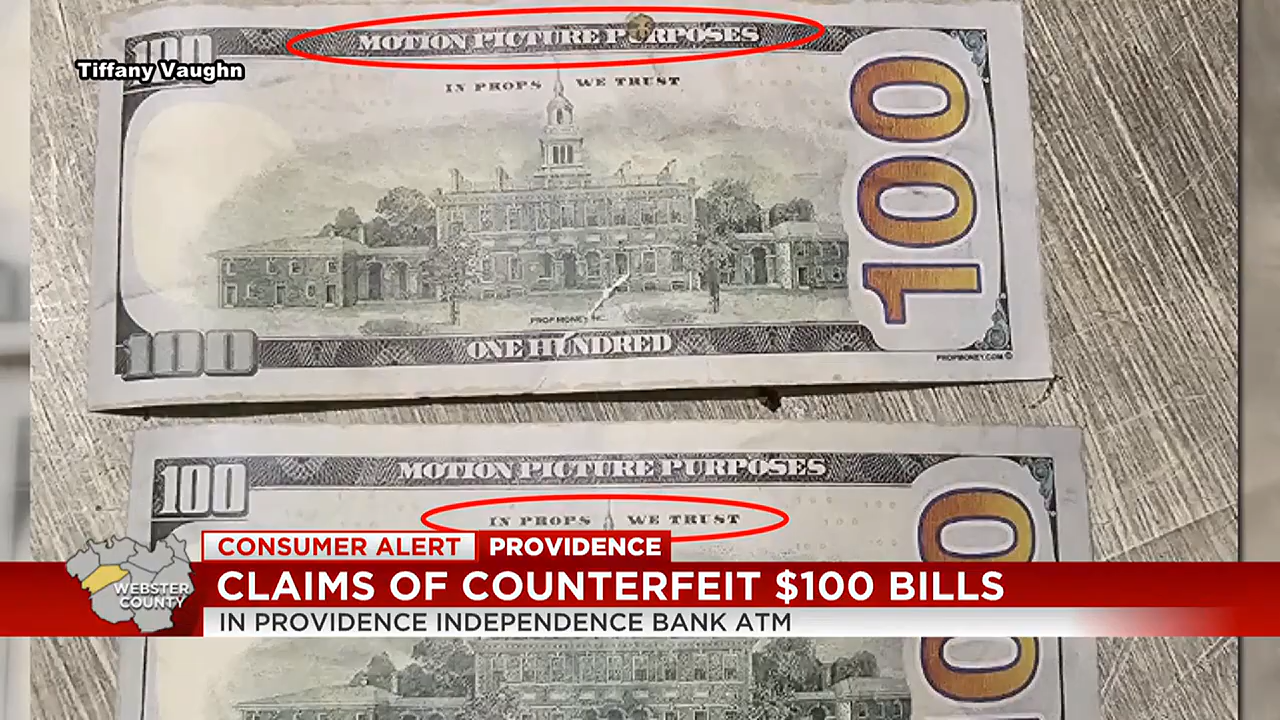 100
MOTION PICTURE PURPOSES
Tiffany Vaughn
IN PROPS WE TRUST
100
PROP MONEY INC.
100
ONE HUNDRED
PROPMONEY.COM ©
100
MOTION PICTURE PURPOSES
IN PROPS WE TRUST
100
CONSUMER ALERT
PROVIDENCE
WEBSTER
COUNTY
CLAIMS OF COUNTERFEIT $100 BILLS
IN PROVIDENCE INDEPENDENCE BANK ATM